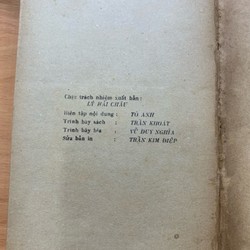 Chịu trách nhiệm xuất bản:
LÝ HẢI CHÂU
Biên tập nội dung : TÔ ANH
Trình bày sách : TRẦN KHOÁT
Trình bày bìa : VŨ DUY NGHĨA
Sửa bản in : TRẦN KIM ĐIỆP